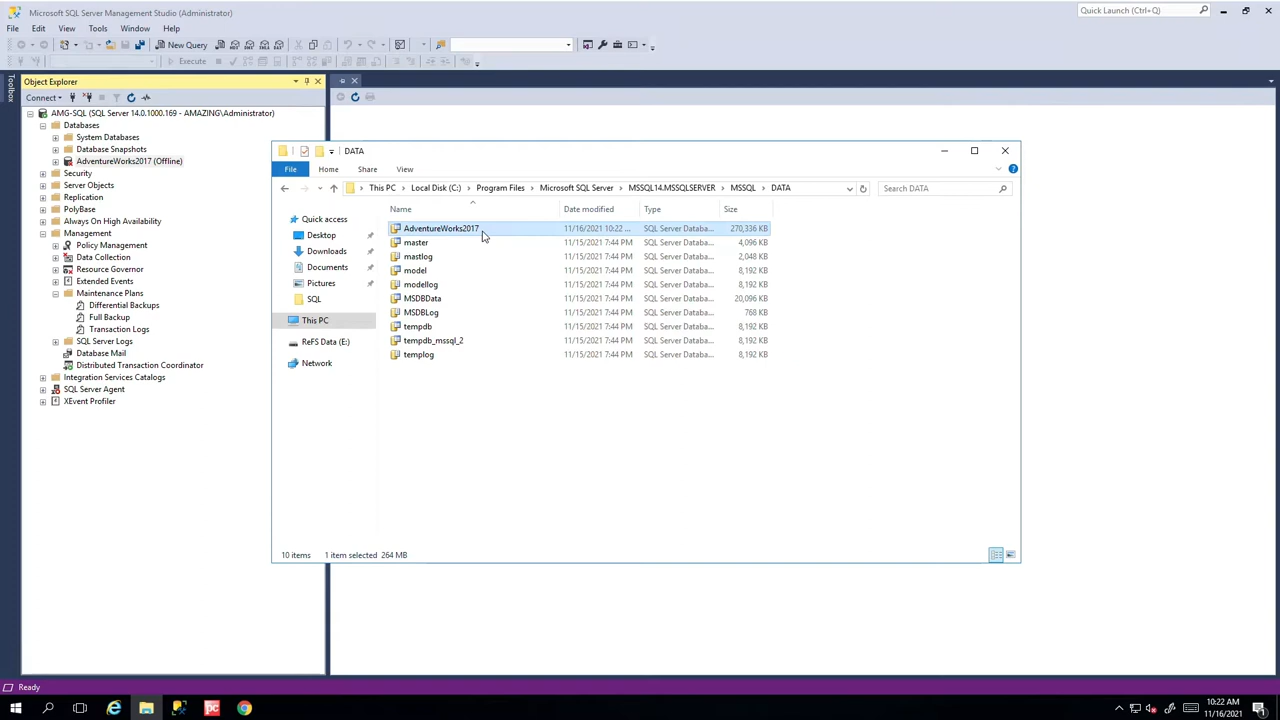 Microsoft SQL Server Management Studio (Administrator)
Quick Launch (Ctrl+Q)
File Edit View Tools Window Help
New Query
Execute
Toolbox
Object Explorer
Connect
AMG-SQL (SQL Server 14.0.1000.169 - AMAZING\Administrator)
Databases
System Databases
Database Snapshots
AdventureWorks2017 (Offline)
Security
Server Objects
Replication
PolyBase
Always On High Availability
Management
Policy Management
Data Collection
Resource Governor
Extended Events
Maintenance Plans
Differential Backups
Full Backup
Transaction Logs
SQL Server Logs
Database Mail
Distributed Transaction Coordinator
Integration Services Catalogs
SQL Server Agent
XEvent Profiler
DATA
File Home Share View
This PC Local Disk (C:) Program Files Microsoft SQL Server MSSQL14.MSSQLSERVER MSSQL DATA
Search DATA
Quick access
Desktop
Downloads
Documents
Pictures
SQL
This PC
ReFS Data (E:)
Network
Name Date modified Type Size
AdventureWorks2017 11/16/2021 10:22 ... SQL Server Databa... 270,336 KB
master 11/15/2021 7:44 PM SQL Server Databa... 4,096 KB
mastlog 11/15/2021 7:44 PM SQL Server Databa... 2,048 KB
model 11/15/2021 7:44 PM SQL Server Databa... 8,192 KB
modellog 11/15/2021 7:44 PM SQL Server Databa... 8,192 KB
MSDBData 11/15/2021 7:44 PM SQL Server Databa... 20,096 KB
MSDBLog 11/15/2021 7:44 PM SQL Server Databa... 768 KB
tempdb 11/15/2021 7:44 PM SQL Server Databa... 8,192 KB
tempdb_mssql_2 11/15/2021 7:44 PM SQL Server Databa... 8,192 KB
templog 11/15/2021 7:44 PM SQL Server Databa... 8,192 KB
10 items 1 item selected 264 MB
Ready
pc
10:22 AM
11/16/2021
1